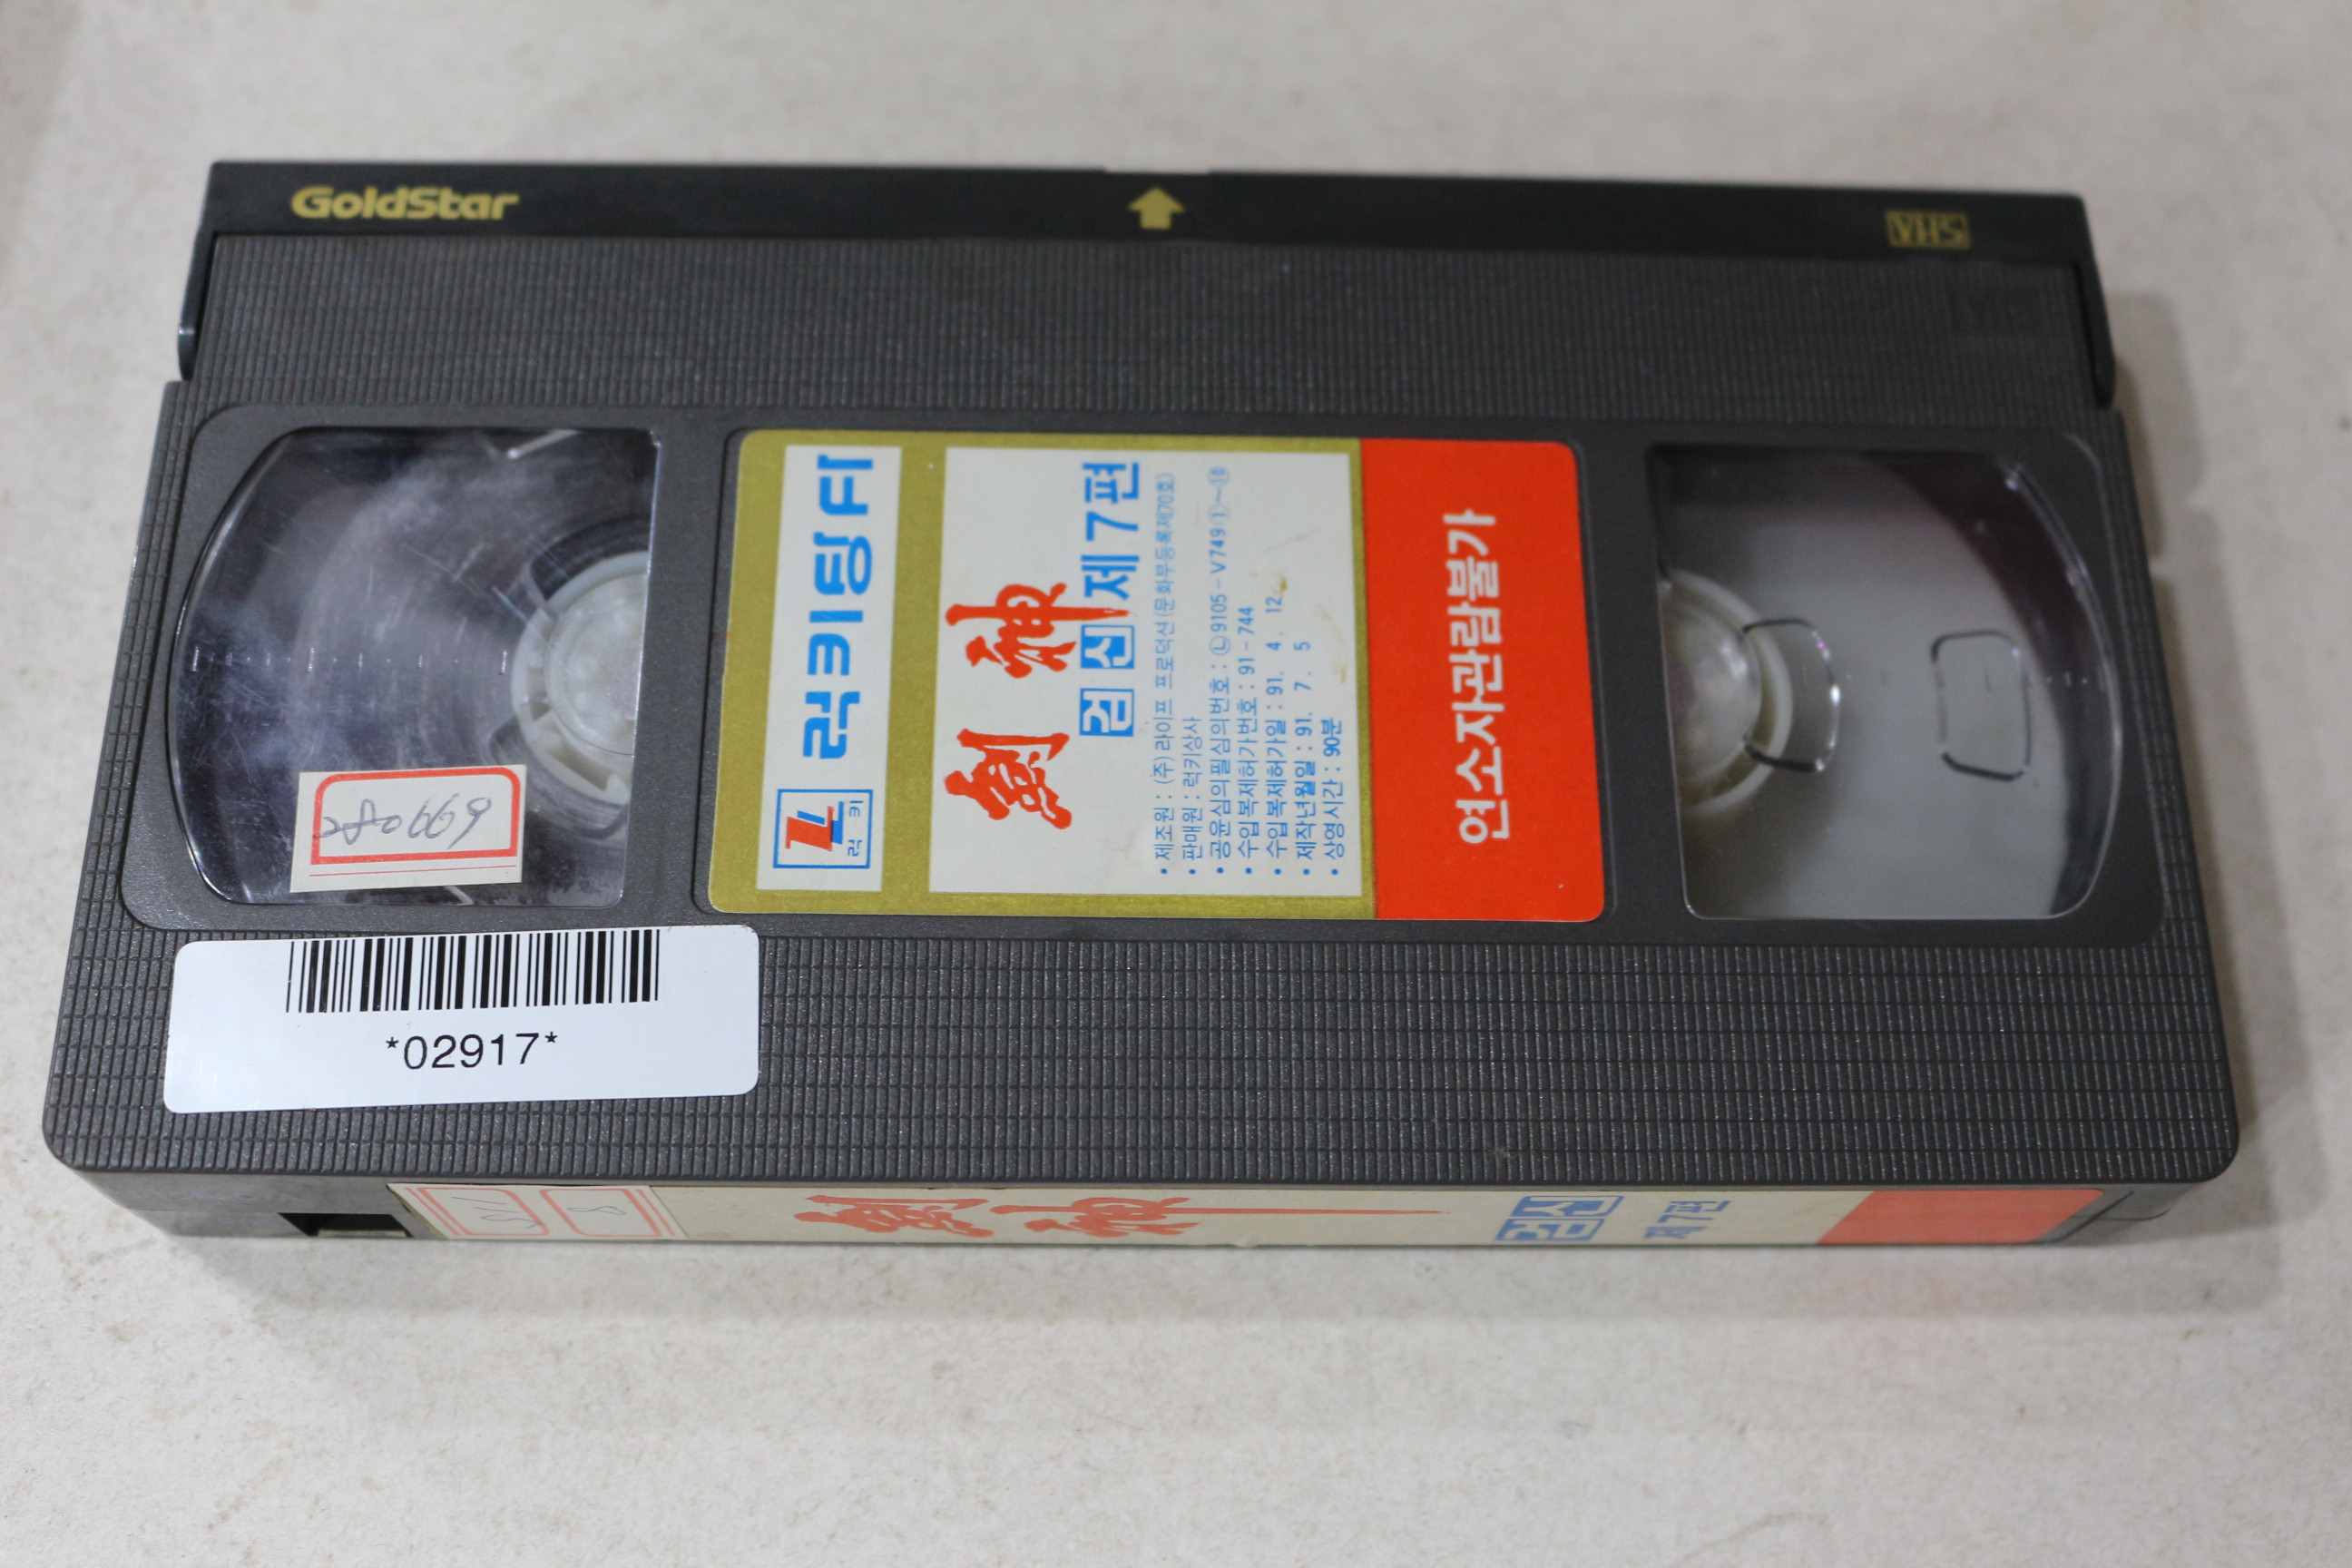 GoldStar
VHS
럭키
럭키탕샤
劍神
검신 제7편
• 제조원 : (주)라이프 프로덕션 (문화부등록제70호)
• 판매원 : 럭키상사
• 공윤심의필심의번호 : Ⓛ9105-V749①~⑩
• 수입복제허가번호 : 91-744
• 수입복제허가일 : 91. 4. 12.
• 제작년월일 : 91. 7. 5
• 상영시간 : 90분
연소자관람불가
*02917*
劍神
검신
제7편
8